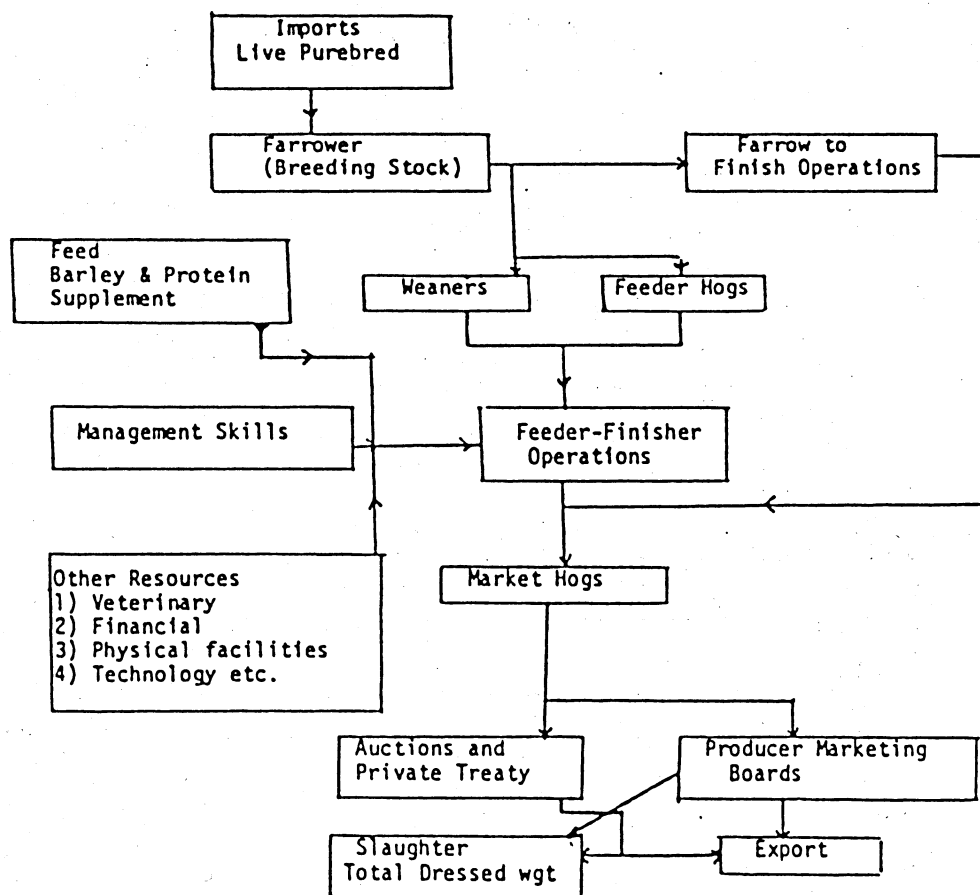 Imports
Live Purebred
Farrower
(Breeding Stock)
Farrow to
Finish Operations
Feed
Barley & Protein
Supplement
Weaners
Feeder Hogs
Management Skills
Feeder-Finisher
Operations
Other Resources
1) Veterinary
2) Financial
3) Physical facilities
4) Technology etc.
Market Hogs
Auctions and
Private Treaty
Producer Marketing
Boards
Slaughter
Total Dressed wgt
Export